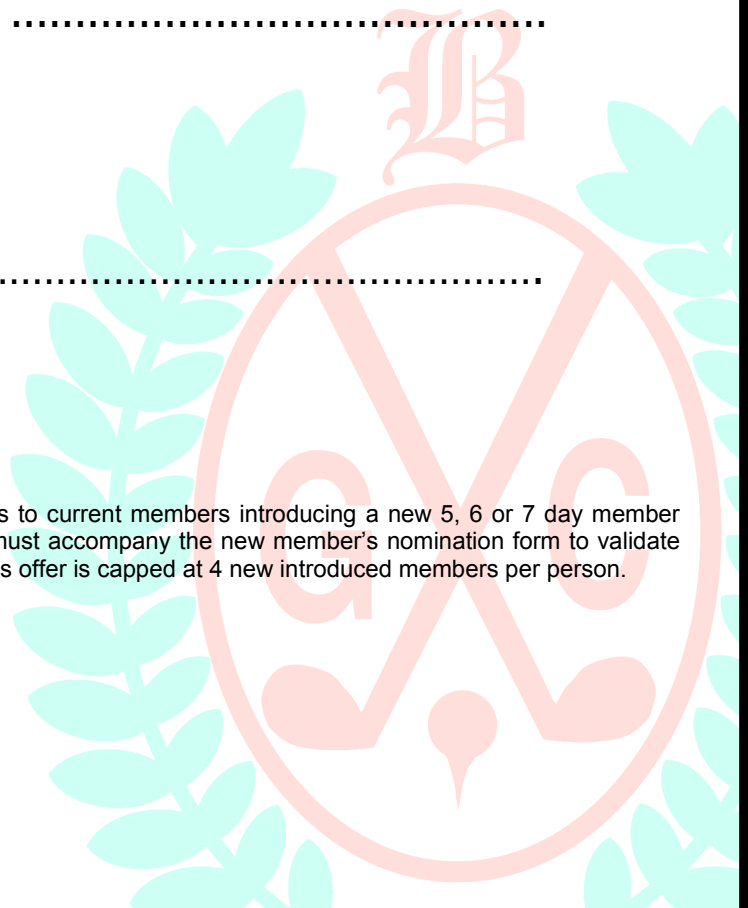 ……………………………………
B
……………………………………….
G C
s to current members introducing a new 5, 6 or 7 day member
must accompany the new member’s nomination form to validate
s offer is capped at 4 new introduced members per person.